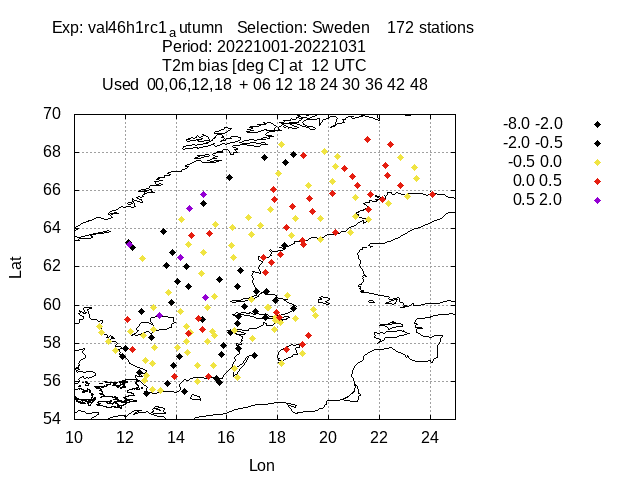 Exp: val46h1rc1autumn Selection: Sweden 172 stations
Period: 20221001-20221031
T2m bias [deg C] at 12 UTC
Used 00,06,12,18 + 06 12 18 24 30 36 42 48
-8.0 -2.0
-2.0 -0.5
-0.5 0.0
0.0 0.5
0.5 2.0
70
68
66
64
62
60
58
56
54
Lat
10 12 14 16 18 20 22 24
Lon